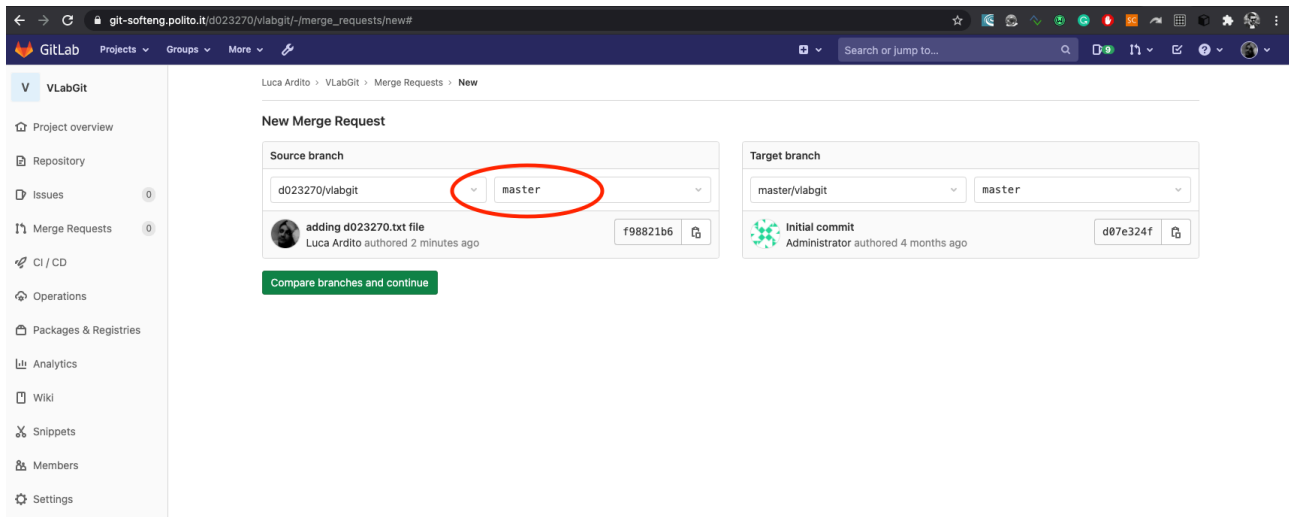 git-softeng.polito.it/d023270/vlabgit/-/merge_requests/new#
GitLab Projects Groups More Search or jump to... 9
V VLabGit
Luca Ardito > VLabGit > Merge Requests > New
Project overview
New Merge Request
Repository
Source branch Target branch
Issues 0
d023270/vlabgit master master/vlabgit master
Merge Requests 0
adding d023270.txt file f98821b6 Initial commit d07e324f
Luca Ardito authored 2 minutes ago Administrator authored 4 months ago
CI / CD
Compare branches and continue
Operations
Packages & Registries
Analytics
Wiki
Snippets
Members
Settings